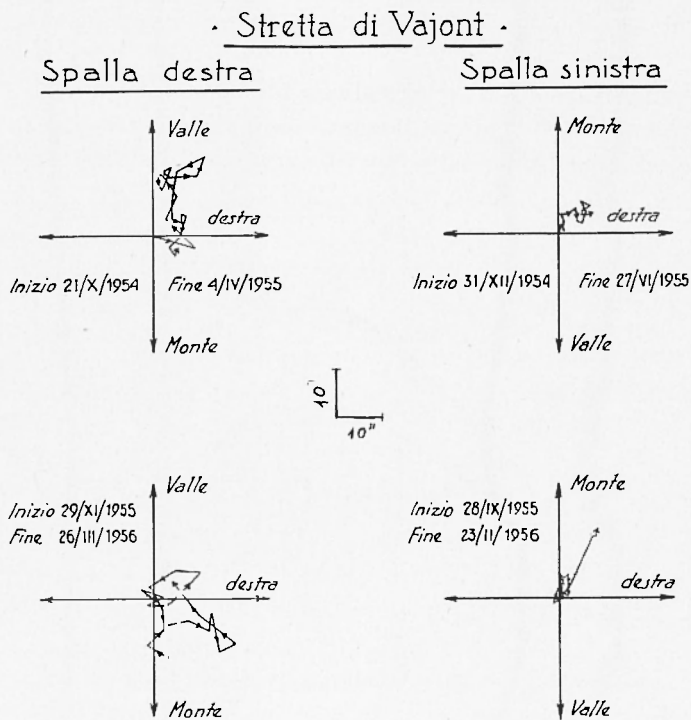 · Stretta di Vajont ·
Spalla destra
Spalla sinistra
Valle
destra
Inizio 21/X/1954 Fine 4/IV/1955
Monte
Monte
destra
Inizio 31/XII/1954 Fine 27/VI/1955
Valle
10"
10"
Valle
Inizio 29/XI/1955
Fine 26/III/1956
destra
Monte
Monte
Inizio 28/IX/1955
Fine 23/II/1956
destra
Valle